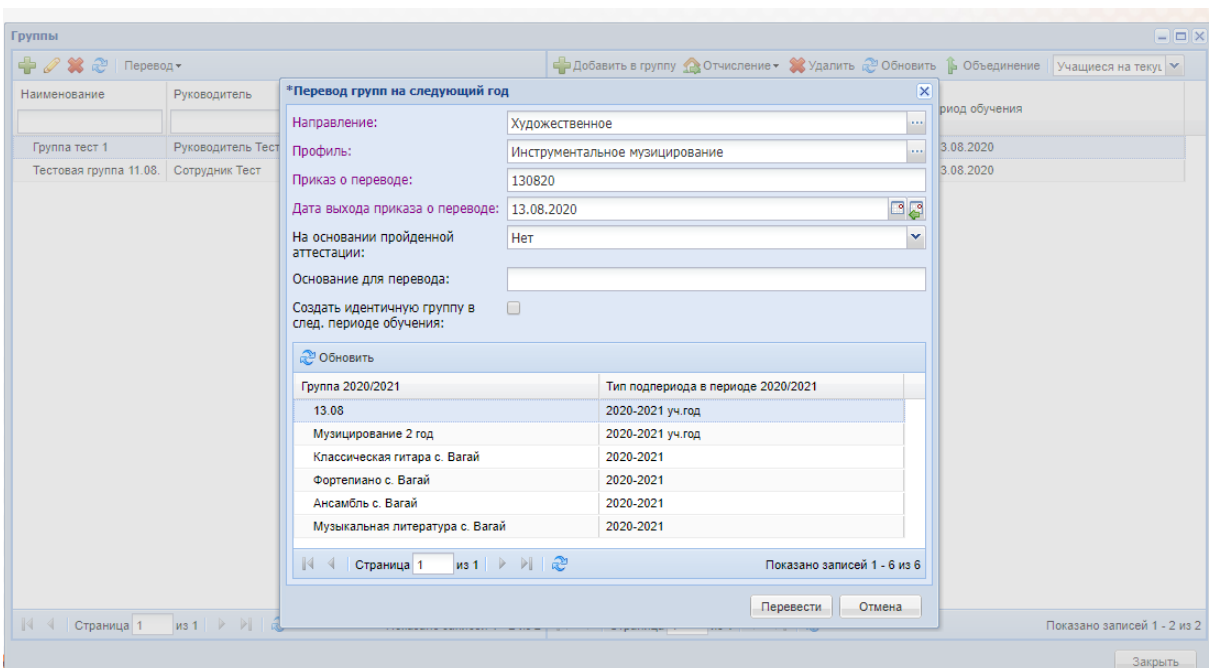 Группы
Перевод
Добавить в группу Отчисление Удалить Обновить Объединение Учащиеся на текущ
Наименование Руководитель риод обучения
Группа тест 1 Руководитель Тест 3.08.2020
Тестовая группа 11.08. Сотрудник Тест 3.08.2020
*Перевод групп на следующий год
Направление: Художественное
Профиль: Инструментальное музицирование
Приказ о переводе: 130820
Дата выхода приказа о переводе: 13.08.2020
На основании пройденной Нет
аттестации:
Основание для перевода:
Создать идентичную группу в
след. периоде обучения:
Обновить
Группа 2020/2021 Тип подпериода в периоде 2020/2021
13.08 2020-2021 уч.год
Музицирование 2 год 2020-2021 уч.год
Классическая гитара с. Вагай 2020-2021
Фортепиано с. Вагай 2020-2021
Ансамбль с. Вагай 2020-2021
Музыкальная литература с. Вагай 2020-2021
Страница 1 из 1 Показано записей 1 - 6 из 6
Перевести Отмена
Страница 1 из 1 Показано записей 1 - 2 из 2
Закрыть